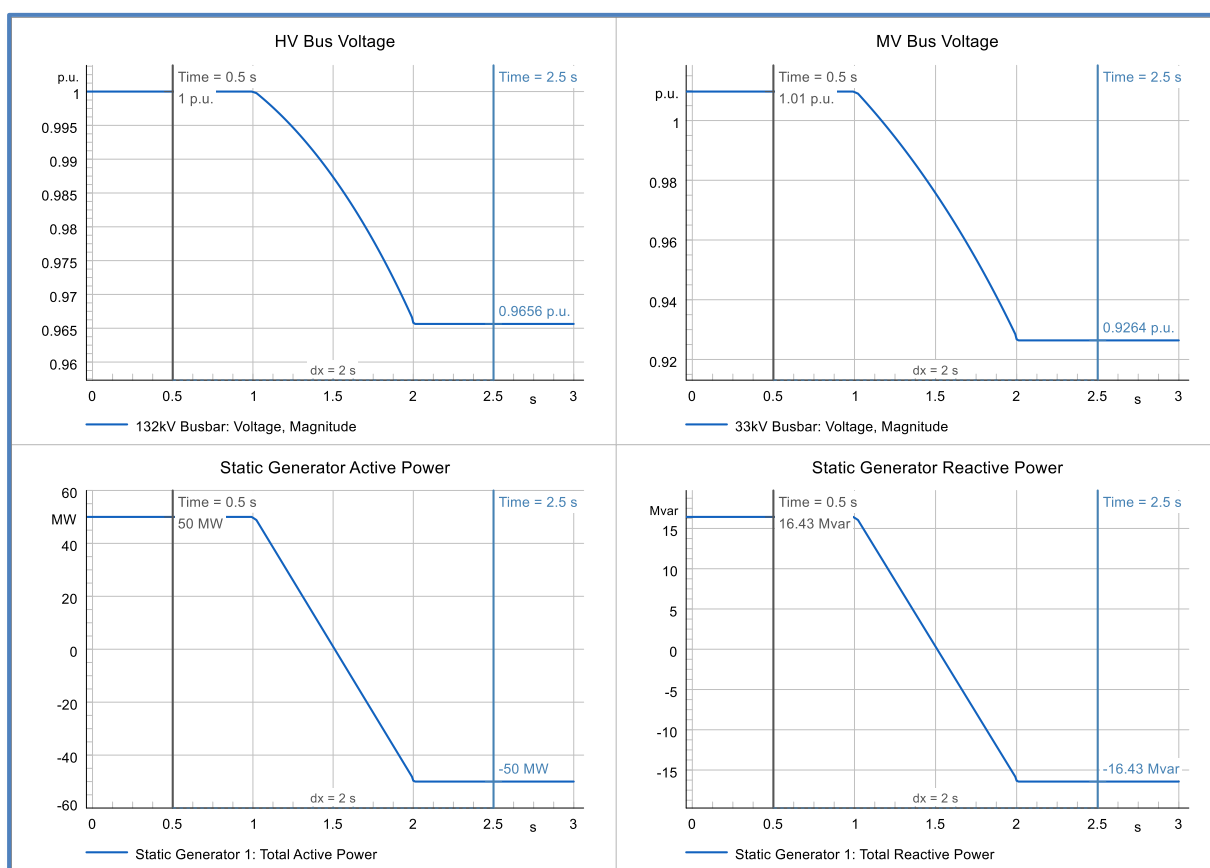 HV Bus Voltage
p.u.
Time = 0.5 s
Time = 2.5 s
1
1 p.u.
0.995
0.99
0.985
0.98
0.975
0.97
0.9656 p.u.
0.965
0.96
dx = 2 s
0 0.5 1 1.5 2 2.5 s 3
132kV Busbar: Voltage, Magnitude
MV Bus Voltage
Time = 0.5 s
Time = 2.5 s
p.u.
1.01 p.u.
1
0.98
0.96
0.94
0.9264 p.u.
0.92
dx = 2 s
0 0.5 1 1.5 2 2.5 s 3
33kV Busbar: Voltage, Magnitude
Static Generator Active Power
60
Time = 0.5 s
Time = 2.5 s
MW
50 MW
40
20
0
-20
-40
-50 MW
-60
dx = 2 s
0 0.5 1 1.5 2 2.5 s 3
Static Generator 1: Total Active Power
Static Generator Reactive Power
Time = 0.5 s
Time = 2.5 s
Mvar
16.43 Mvar
15
10
5
0
-5
-10
-15
-16.43 Mvar
dx = 2 s
0 0.5 1 1.5 2 2.5 s 3
Static Generator 1: Total Reactive Power